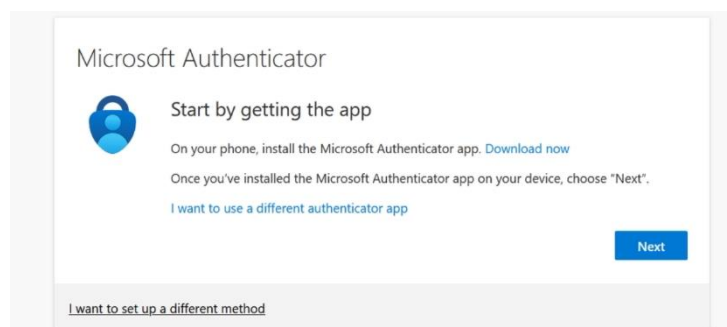 Microsoft Authenticator
Start by getting the app
On your phone, install the Microsoft Authenticator app. Download now
Once you've installed the Microsoft Authenticator app on your device, choose "Next".
I want to use a different authenticator app
Next
I want to set up a different method